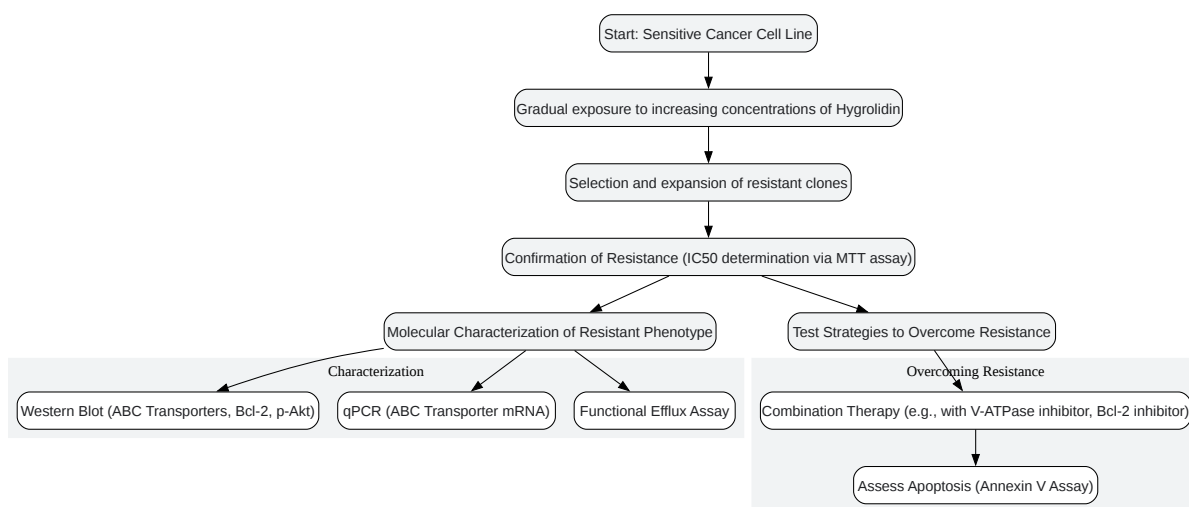 Start: Sensitive Cancer Cell Line
Gradual exposure to increasing concentrations of Hygrolidin
Selection and expansion of resistant clones
Confirmation of Resistance (IC50 determination via MTT assay)
Molecular Characterization of Resistant Phenotype
Test Strategies to Overcome Resistance
Characterization
Overcoming Resistance
Western Blot (ABC Transporters, Bcl-2, p-Akt)
qPCR (ABC Transporter mRNA)
Functional Efflux Assay
Combination Therapy (e.g., with V-ATPase inhibitor, Bcl-2 inhibitor)
Assess Apoptosis (Annexin V Assay)